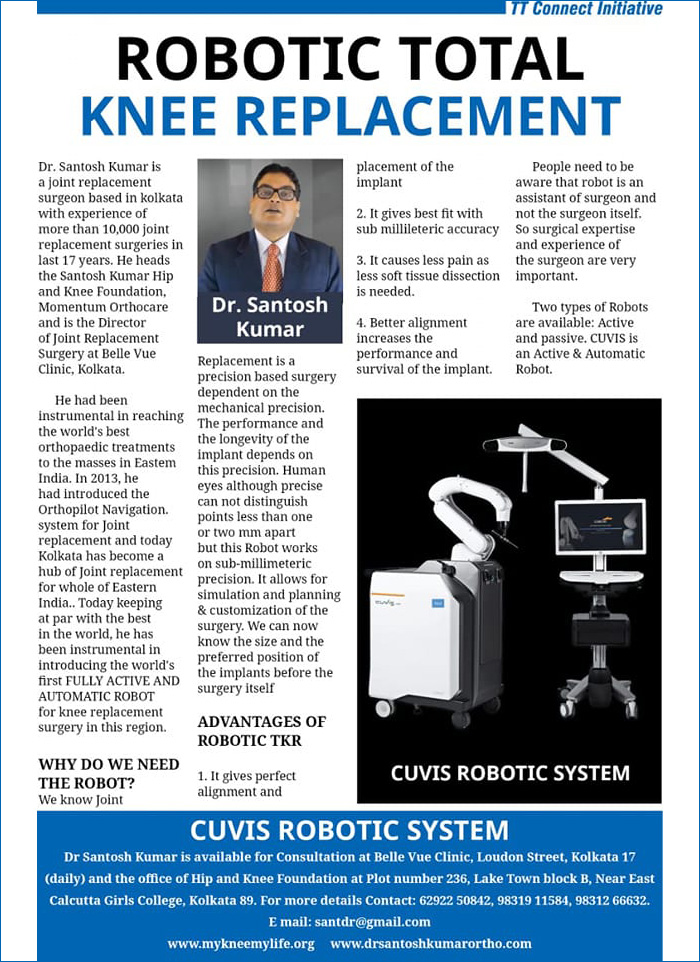 TT Connect Initiative
ROBOTIC TOTAL
KNEE REPLACEMENT
Dr. Santosh Kumar is
a joint replacement
surgeon based in kolkata
with experience of
more than 10,000 joint
replacement surgeries in
last 17 years. He heads
the Santosh Kumar Hip
and Knee Foundation,
Momentum Orthocare
and is the Director
of Joint Replacement
Surgery at Belle Vue
Clinic, Kolkata.
He had been
instrumental in reaching
the world's best
orthopaedic treatments
to the masses in Eastem
India. In 2013, he
had introduced the
Orthopilot Navigation.
system for Joint
replacement and today
Kolkata has become a
hub of Joint replacement
for whole of Eastern
India.. Today keeping
at par with the best
in the world, he has
been instrumental in
introducing the world's
first FULLY ACTIVE AND
AUTOMATIC ROBOT
for knee replacement
surgery in this region.
WHY DO WE NEED
THE ROBOT?
We know Joint
Dr. Santosh
Kumar
Replacement is a
precision based surgery
dependent on the
mechanical precision.
The performance and
the longevity of the
implant depends on
this precision. Human
eyes although precise
can not distinguish
points less than one
or two mm apart
but this Robot works
on sub-millimeteric
precision. It allows for
simulation and planning
& customization of the
surgery. We can now
know the size and the
preferred position of
the implants before the
surgery itself
ADVANTAGES OF
ROBOTIC TKR
1. It gives perfect
alignment and
placement of the
implant
2. It gives best fit with
sub millileteric accuracy
3. It causes less pain as
less soft tissue dissection
is needed.
4. Better alignment
increases the
performance and
survival of the implant.
People need to be
aware that robot is an
assistant of surgeon and
not the surgeon itself.
So surgical expertise
and experience of
the surgeon are very
important.
Two types of Robots
are available: Active
and passive. CUVIS is
an Active & Automatic
Robot.
cuvis
CUVIS ROBOTIC SYSTEM
CUVIS ROBOTIC SYSTEM
Dr Santosh Kumar is available for Consultation at Belle Vue Clinic, Loudon Street, Kolkata 17
(daily) and the office of Hip and Knee Foundation at Plot number 236, Lake Town block B, Near East
Calcutta Girls College, Kolkata 89. For more details Contact: 62922 50842, 98319 11584, 98312 66632.
E mail: santdr@gmail.com
www.mykneemylife.org www.drsantoshkumarortho.com